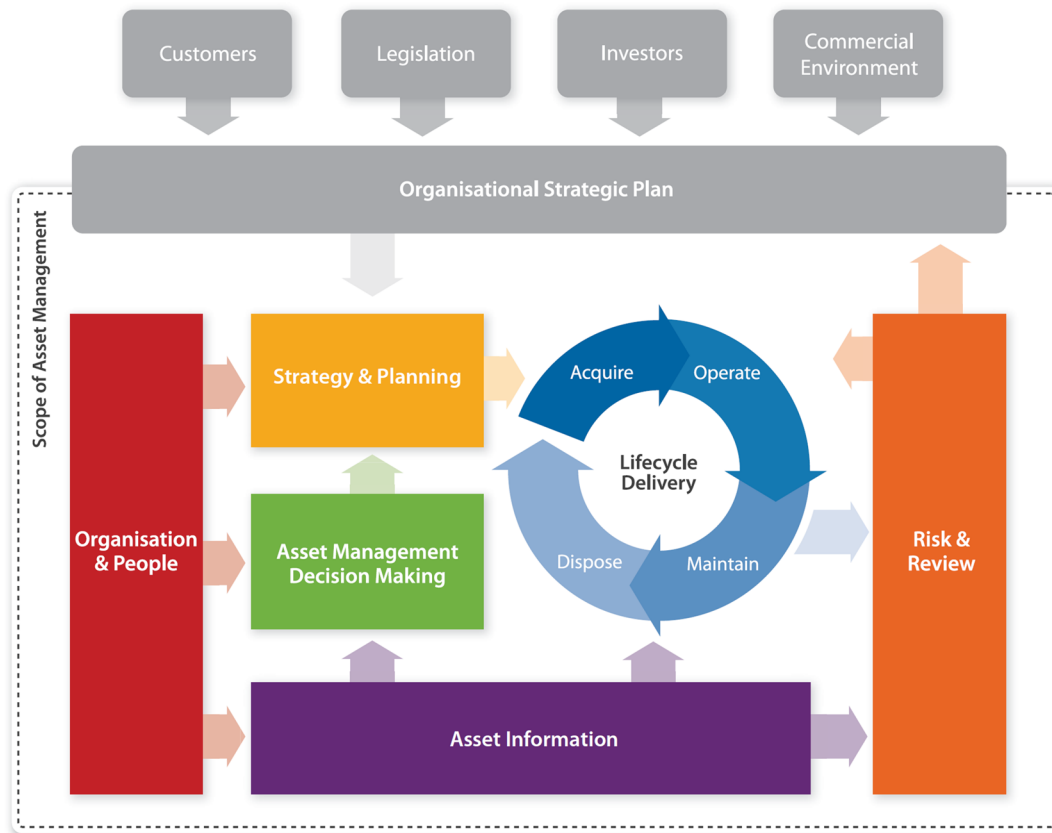 Customers
Legislation
Investors
Commercial
Environment
Organisational Strategic Plan
Scope of Asset Management
Strategy & Planning
Acquire
Operate
Lifecycle
Delivery
Organisation
& People
Asset Management
Decision Making
Dispose
Maintain
Risk &
Review
Asset Information